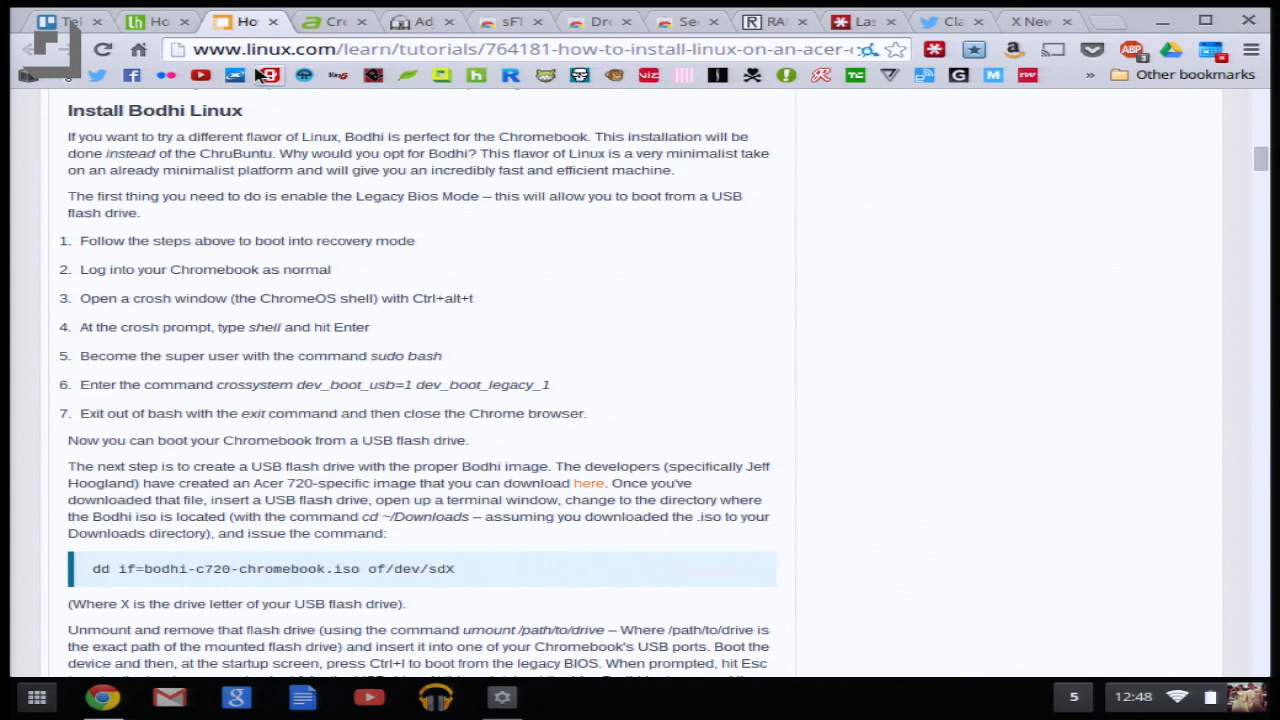 Tel Ho Ho Cre Ad sFT Dro Sec RAI Las Cla X New
www.linux.com/learn/tutorials/764181-how-to-install-linux-on-an-acer-c
Other bookmarks
Install Bodhi Linux
If you want to try a different flavor of Linux, Bodhi is perfect for the Chromebook. This installation will be
done instead of the ChruBuntu. Why would you opt for Bodhi? This flavor of Linux is a very minimalist take
on an already minimalist platform and will give you an incredibly fast and efficient machine.
The first thing you need to do is enable the Legacy Bios Mode – this will allow you to boot from a USB
flash drive.
1. Follow the steps above to boot into recovery mode
2. Log into your Chromebook as normal
3. Open a crosh window (the ChromeOS shell) with Ctrl+alt+t
4. At the crosh prompt, type shell and hit Enter
5. Become the super user with the command sudo bash
6. Enter the command crossystem dev_boot_usb=1 dev_boot_legacy_1
7. Exit out of bash with the exit command and then close the Chrome browser.
Now you can boot your Chromebook from a USB flash drive.
The next step is to create a USB flash drive with the proper Bodhi image. The developers (specifically Jeff
Hoogland) have created an Acer 720-specific image that you can download here. Once you've
downloaded that file, insert a USB flash drive, open up a terminal window, change to the directory where
the Bodhi iso is located (with the command cd ~/Downloads – assuming you downloaded the .iso to your
Downloads directory), and issue the command:
dd if=bodhi-c720-chromebook.iso of/dev/sdX
(Where X is the drive letter of your USB flash drive).
Unmount and remove that flash drive (using the command umount /path/to/drive – Where /path/to/drive is
the exact path of the mounted flash drive) and insert it into one of your Chromebook's USB ports. Boot the
device and then, at the startup screen, press Ctrl+l to boot from the legacy BIOS. When prompted, hit Esc
5 12:48